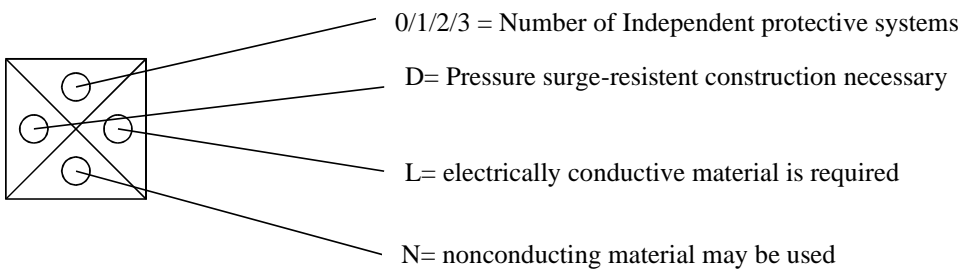 0/1/2/3 = Number of Independent protective systems
D= Pressure surge-resistent construction necessary
L= electrically conductive material is required
N= nonconducting material may be used